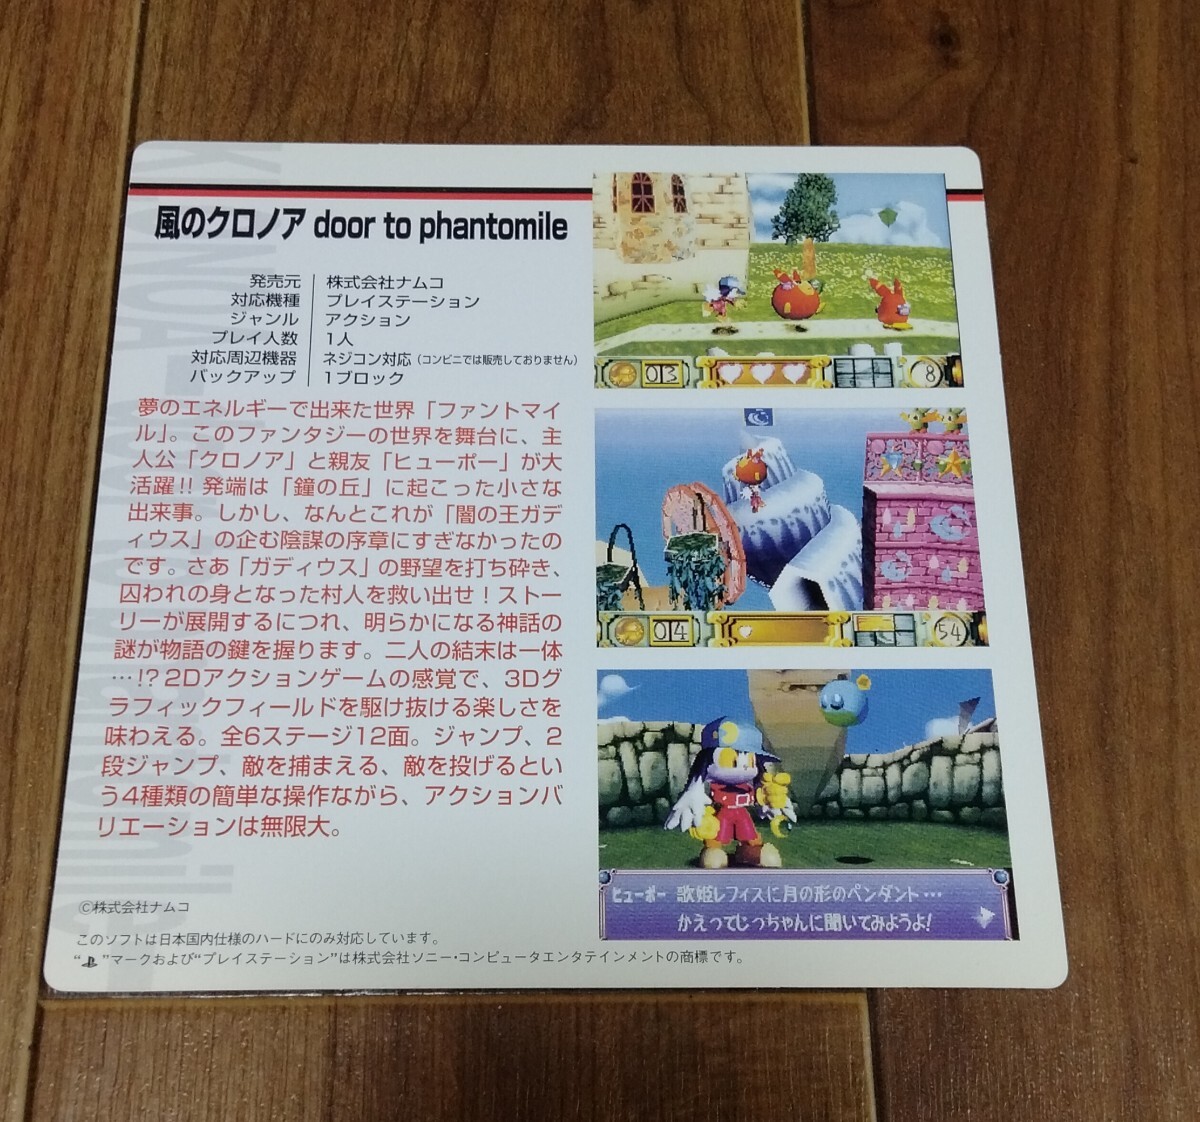 風のクロノア door to phantomile
発売元 株式会社ナムコ
対応機種 プレイステーション
ジャンル アクション
プレイ人数 1人
対応周辺機器 ネジコン対応(コンビニでは販売しておりません)
バックアップ 1ブロック
夢のエネルギーで出来た世界「ファントマイ
ル」。このファンタジーの世界を舞台に、主
人公「クロノア」と親友「ヒューポー」が大
活躍!! 発端は「鐘の丘」に起こった小さな
出来事。しかし、なんとこれが「闇の王ガデ
ィウス」の企む陰謀の序章にすぎなかったの
です。さあ「ガディウス」の野望を打ち砕き、
囚われの身となった村人を救い出せ!ストー
リーが展開するにつれ、明らかになる神話の
謎が物語の鍵を握ります。二人の結末は一体
…!? 2Dアクションゲームの感覚で、3Dグ
ラフィックフィールドを駆け抜ける楽しさを
味わえる。全6ステージ12面。ジャンプ、2
段ジャンプ、敵を捕まえる、敵を投げるとい
う4種類の簡単な操作ながら、アクションバ
リエーションは無限大。
©株式会社ナムコ
このソフトは日本国内仕様のハードにのみ対応しています。
“ ”マークおよび“プレイステーション”は株式会社ソニー・コンピュータエンタテインメントの商標です。
03
8
04
54
ヒューポー 歌姫レフィスに月の形のペンダント…
かえってじっちゃんに聞いてみようよ!